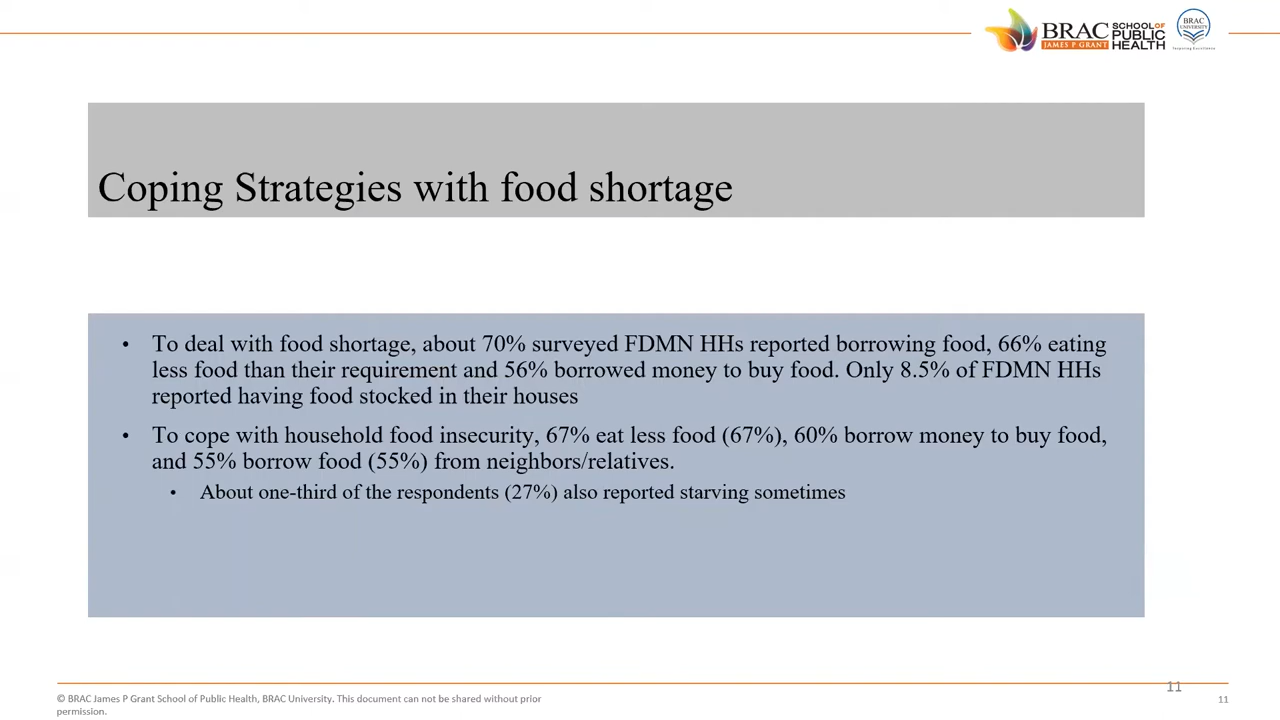 BRAC
JAMES P GRANT
SCHOOL OF
PUBLIC
HEALTH
BRAC
UNIVERSITY
Inspiring Excellence
Coping Strategies with food shortage
• To deal with food shortage, about 70% surveyed FDMN HHs reported borrowing food, 66% eating
less food than their requirement and 56% borrowed money to buy food. Only 8.5% of FDMN HHs
reported having food stocked in their houses
• To cope with household food insecurity, 67% eat less food (67%), 60% borrow money to buy food,
and 55% borrow food (55%) from neighbors/relatives.
• About one-third of the respondents (27%) also reported starving sometimes
11
© BRAC James P Grant School of Public Health, BRAC University. This document can not be shared without prior
permission.
11